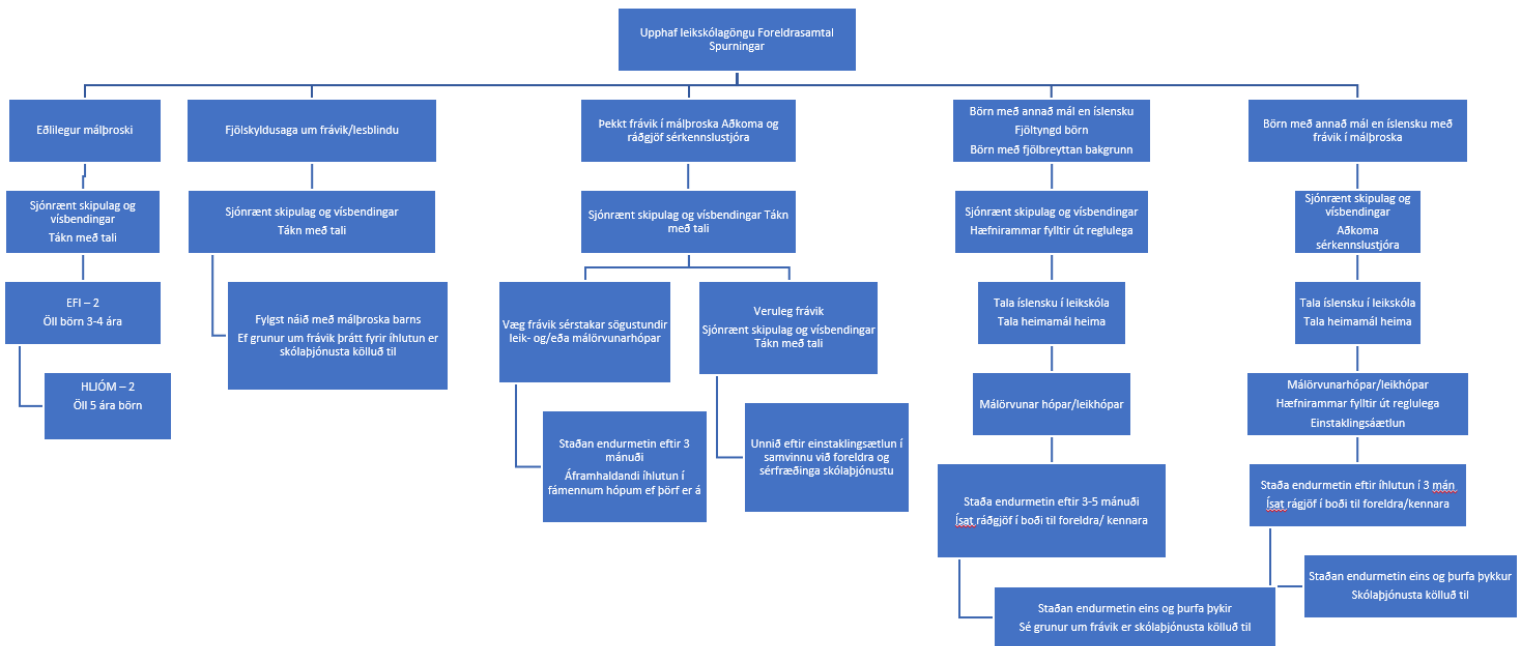 Upphaf leikskólagöngu Foreldrasamtal
Spurningar
Eðlilegur málþroski
Fjölskyldusaga um frávik/lesblindu
Þekkt frávik í málþroska Aðkoma og
ráðgjöf sérkennslustjóra
Börn með annað mál en íslensku
Fjöltyngd börn
Börn með fjölbreyttan bakgrunn
Börn með annað mál en íslensku með
frávik í málþroska
Sjónrænt skipulag og
vísbendingar
Tákn með tali
Sjónrænt skipulag og vísbendingar
Tákn með tali
Sjónrænt skipulag og vísbendingar Tákn
með tali
Sjónrænt skipulag og vísbendingar
Hæfnirammar fylltir út reglulega
Sjónrænt skipulag og
vísbendingar
Aðkoma
sérkennslustjóra
EFI – 2
Öll börn 3-4 ára
Fylgst náið með málþroska barns
Ef grunur um frávik þrátt fyrir íhlutun er
skólaþjónusta kölluð til
Væg frávik sérstakar sögustundir
leik- og/eða málörvunarhópar
Veruleg frávik
Sjónrænt skipulag og vísbendingar
Tákn með tali
Tala íslensku í leikskóla
Tala heimamál heima
Tala íslensku í leikskóla
Tala heimamál heima
HLJÓM – 2
Öll 5 ára börn
Staðan endurmetin eftir 3
mánuði
Áframhaldandi íhlutun í
fámennum hópum ef þörf er á
Unnið eftir einstaklingsætlun í
samvinnu við foreldra og
sérfræðinga skólaþjónustu
Málörvunar hópar/leikhópar
Málörvunarhópar/leikhópar
Hæfnirammar fylltir út reglulega
Einstaklingsáætlun
Staða endurmetin eftir 3-5 mánuði
Ísat ráðgjöf í boði til foreldra/ kennara
Staða endurmetin eftir íhlutun í 3 mán
Ísat rágjöf í boði til foreldra/kennara
Staðan endurmetin eins og þurfa þykir
Sé grunur um frávik er skólaþjónusta kölluð til
Staðan endurmetin eins og þurfa þykkur
Skólaþjónusta kölluð til